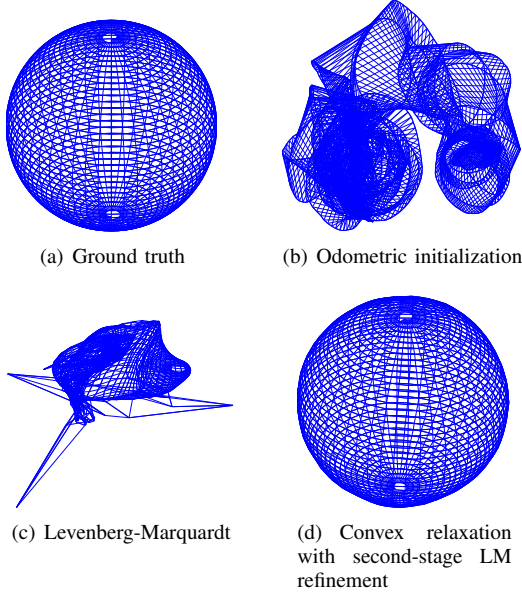 (a) Ground truth
(b) Odometric initialization
(c) Levenberg-Marquardt
(d) Convex relaxation
with second-stage LM
refinement